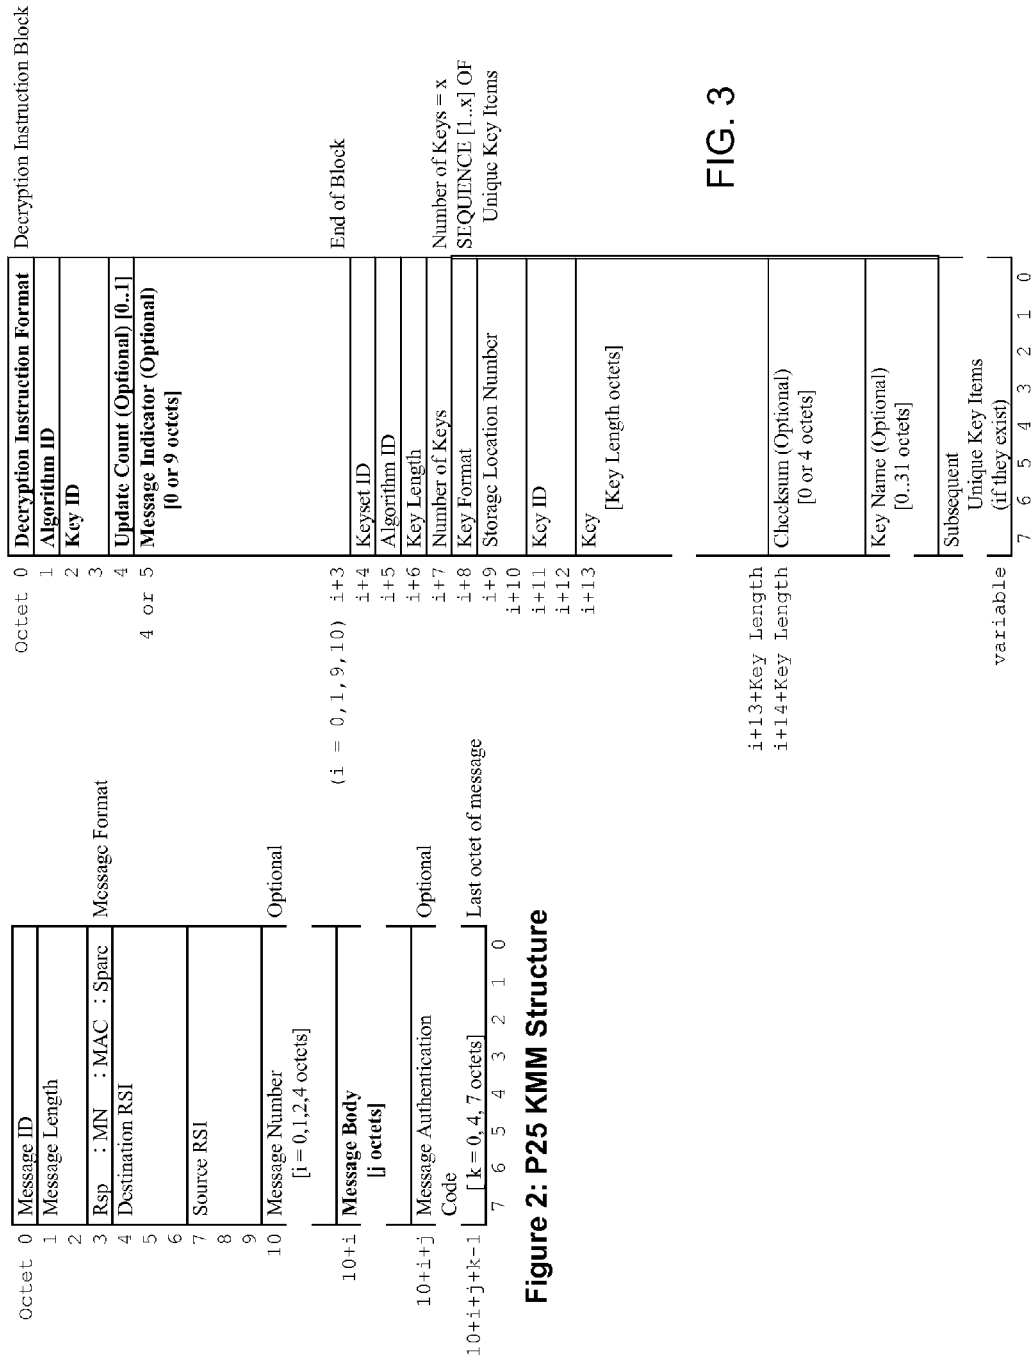 Octet 0 Message ID
1 Message Length
2
3 Rsp : MN : MAC : Spare Message Format
4 Destination RSI
5
6
7 Source RSI
8
9
10 Message Number Optional
[i = 0,1,2,4 octets]
10+i Message Body
[j octets]
10+i+j Message Authentication Optional
Code
10+i+j+k-1 [ k = 0, 4, 7 octets] Last octet of message
7 6 5 4 3 2 1 0
Figure 2: P25 KMM Structure
Octet 0 Decryption Instruction Format Decryption Instruction Block
1 Algorithm ID
2 Key ID
3
4 Update Count (Optional) [0..1]
4 or 5 Message Indicator (Optional)
[0 or 9 octets]
(i = 0,1,9,10) i+3 End of Block
i+4 Keyset ID
i+5 Algorithm ID
i+6 Key Length
i+7 Number of Keys Number of Keys = x
i+8 Key Format SEQUENCE [1..x] OF
i+9 Storage Location Number Unique Key Items
i+10
i+11 Key ID
i+12
i+13 Key
[Key Length octets]
i+13+Key Length
i+14+Key Length Checksum (Optional)
[0 or 4 octets]
Key Name (Optional)
[0..31 octets]
Subsequent
Unique Key Items
variable (if they exist)
7 6 5 4 3 2 1 0
FIG. 3